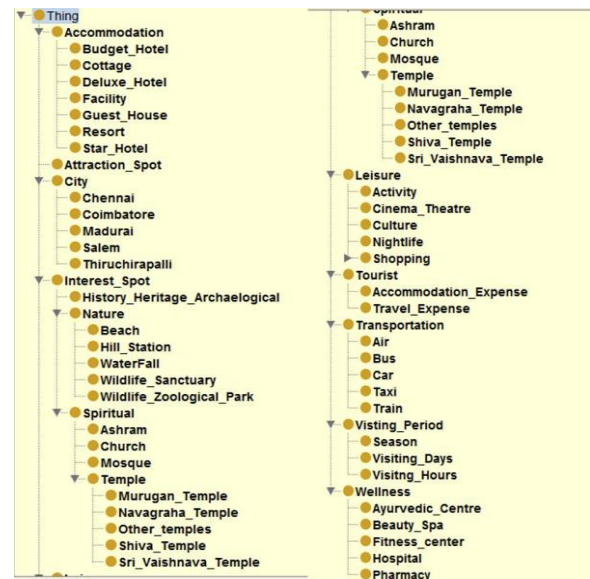 Thing
Accommodation
Budget_Hotel
Cottage
Deluxe_Hotel
Facility
Guest_House
Resort
Star_Hotel
Attraction_Spot
City
Chennai
Coimbatore
Madurai
Salem
Thiruchirapalli
Interest_Spot
History_Heritage_Archaelogical
Nature
Beach
Hill_Station
WaterFall
Wildlife_Sanctuary
Wildlife_Zoological_Park
Spiritual
Ashram
Church
Mosque
Temple
Murugan_Temple
Navagraha_Temple
Other_temples
Shiva_Temple
Sri_Vaishnava_Temple
Spiritual
Ashram
Church
Mosque
Temple
Murugan_Temple
Navagraha_Temple
Other_temples
Shiva_Temple
Sri_Vaishnava_Temple
Leisure
Activity
Cinema_Theatre
Culture
Nightlife
Shopping
Tourist
Accommodation_Expense
Travel_Expense
Transportation
Air
Bus
Car
Taxi
Train
Visting_Period
Season
Visiting_Days
Visitng_Hours
Wellness
Ayurvedic_Centre
Beauty_Spa
Fitness_center
Hospital
Pharmacy